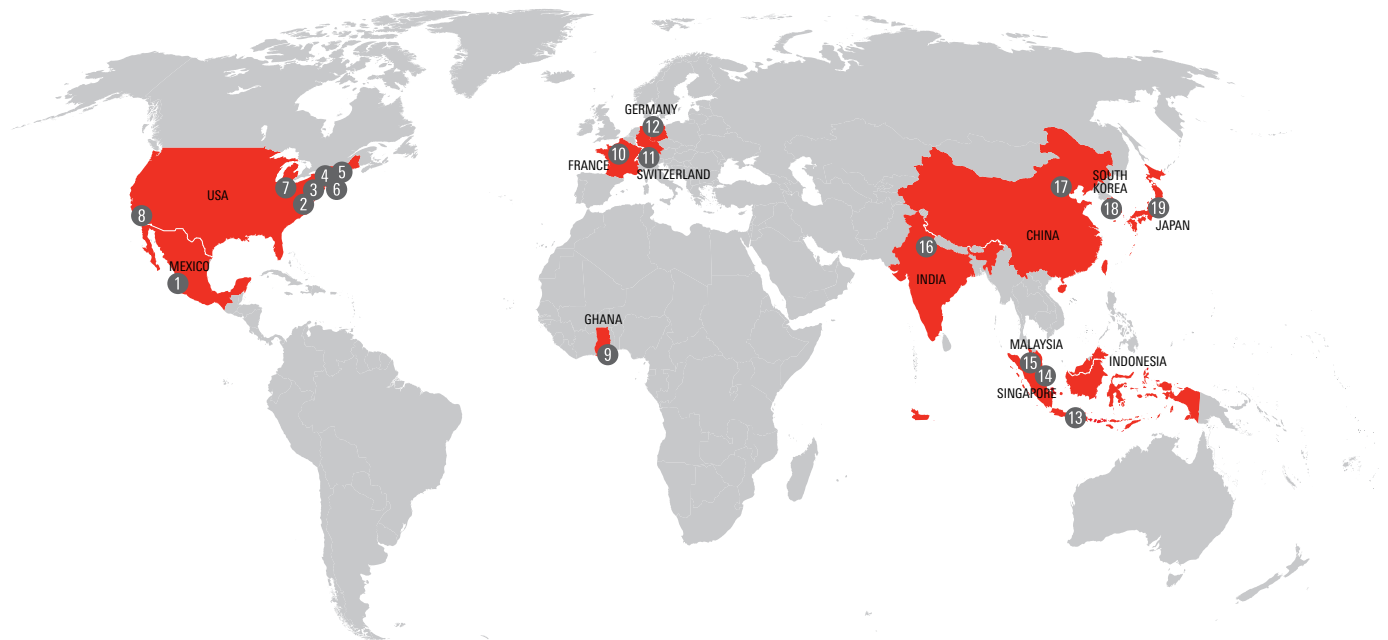 GERMANY
12
10
11
FRANCE
SWITZERLAND
4
5
7
3
6
2
USA
8
MEXICO
1
GHANA
9
17
SOUTH
KOREA
18
19
JAPAN
CHINA
16
INDIA
MALAYSIA
15
14
INDONESIA
SINGAPORE
13